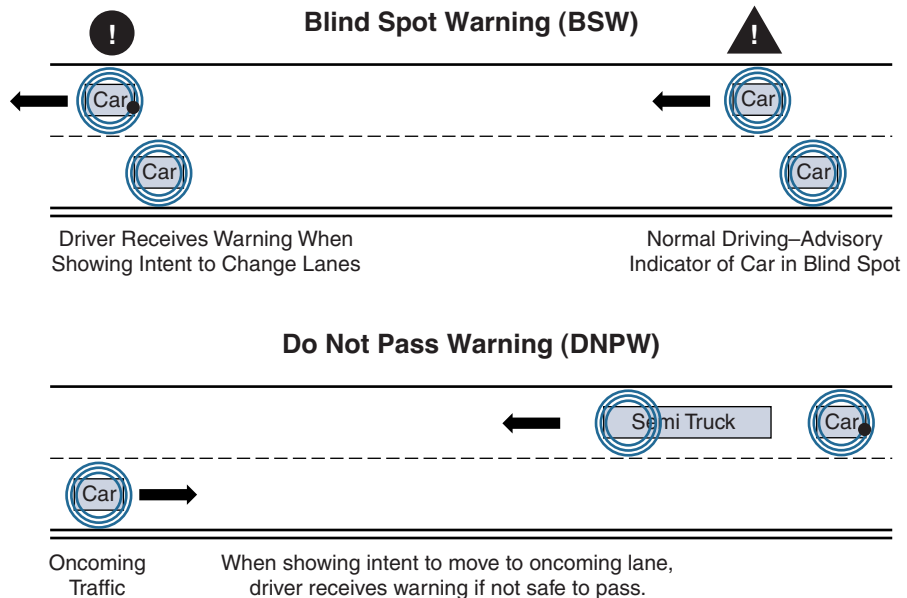 Blind Spot Warning (BSW)
!
!
Car
Car
Car
Car
Driver Receives Warning When
Showing Intent to Change Lanes
Normal Driving–Advisory
Indicator of Car in Blind Spot
Do Not Pass Warning (DNPW)
Semi Truck
Car
Car
Oncoming
Traffic
When showing intent to move to oncoming lane,
driver receives warning if not safe to pass.